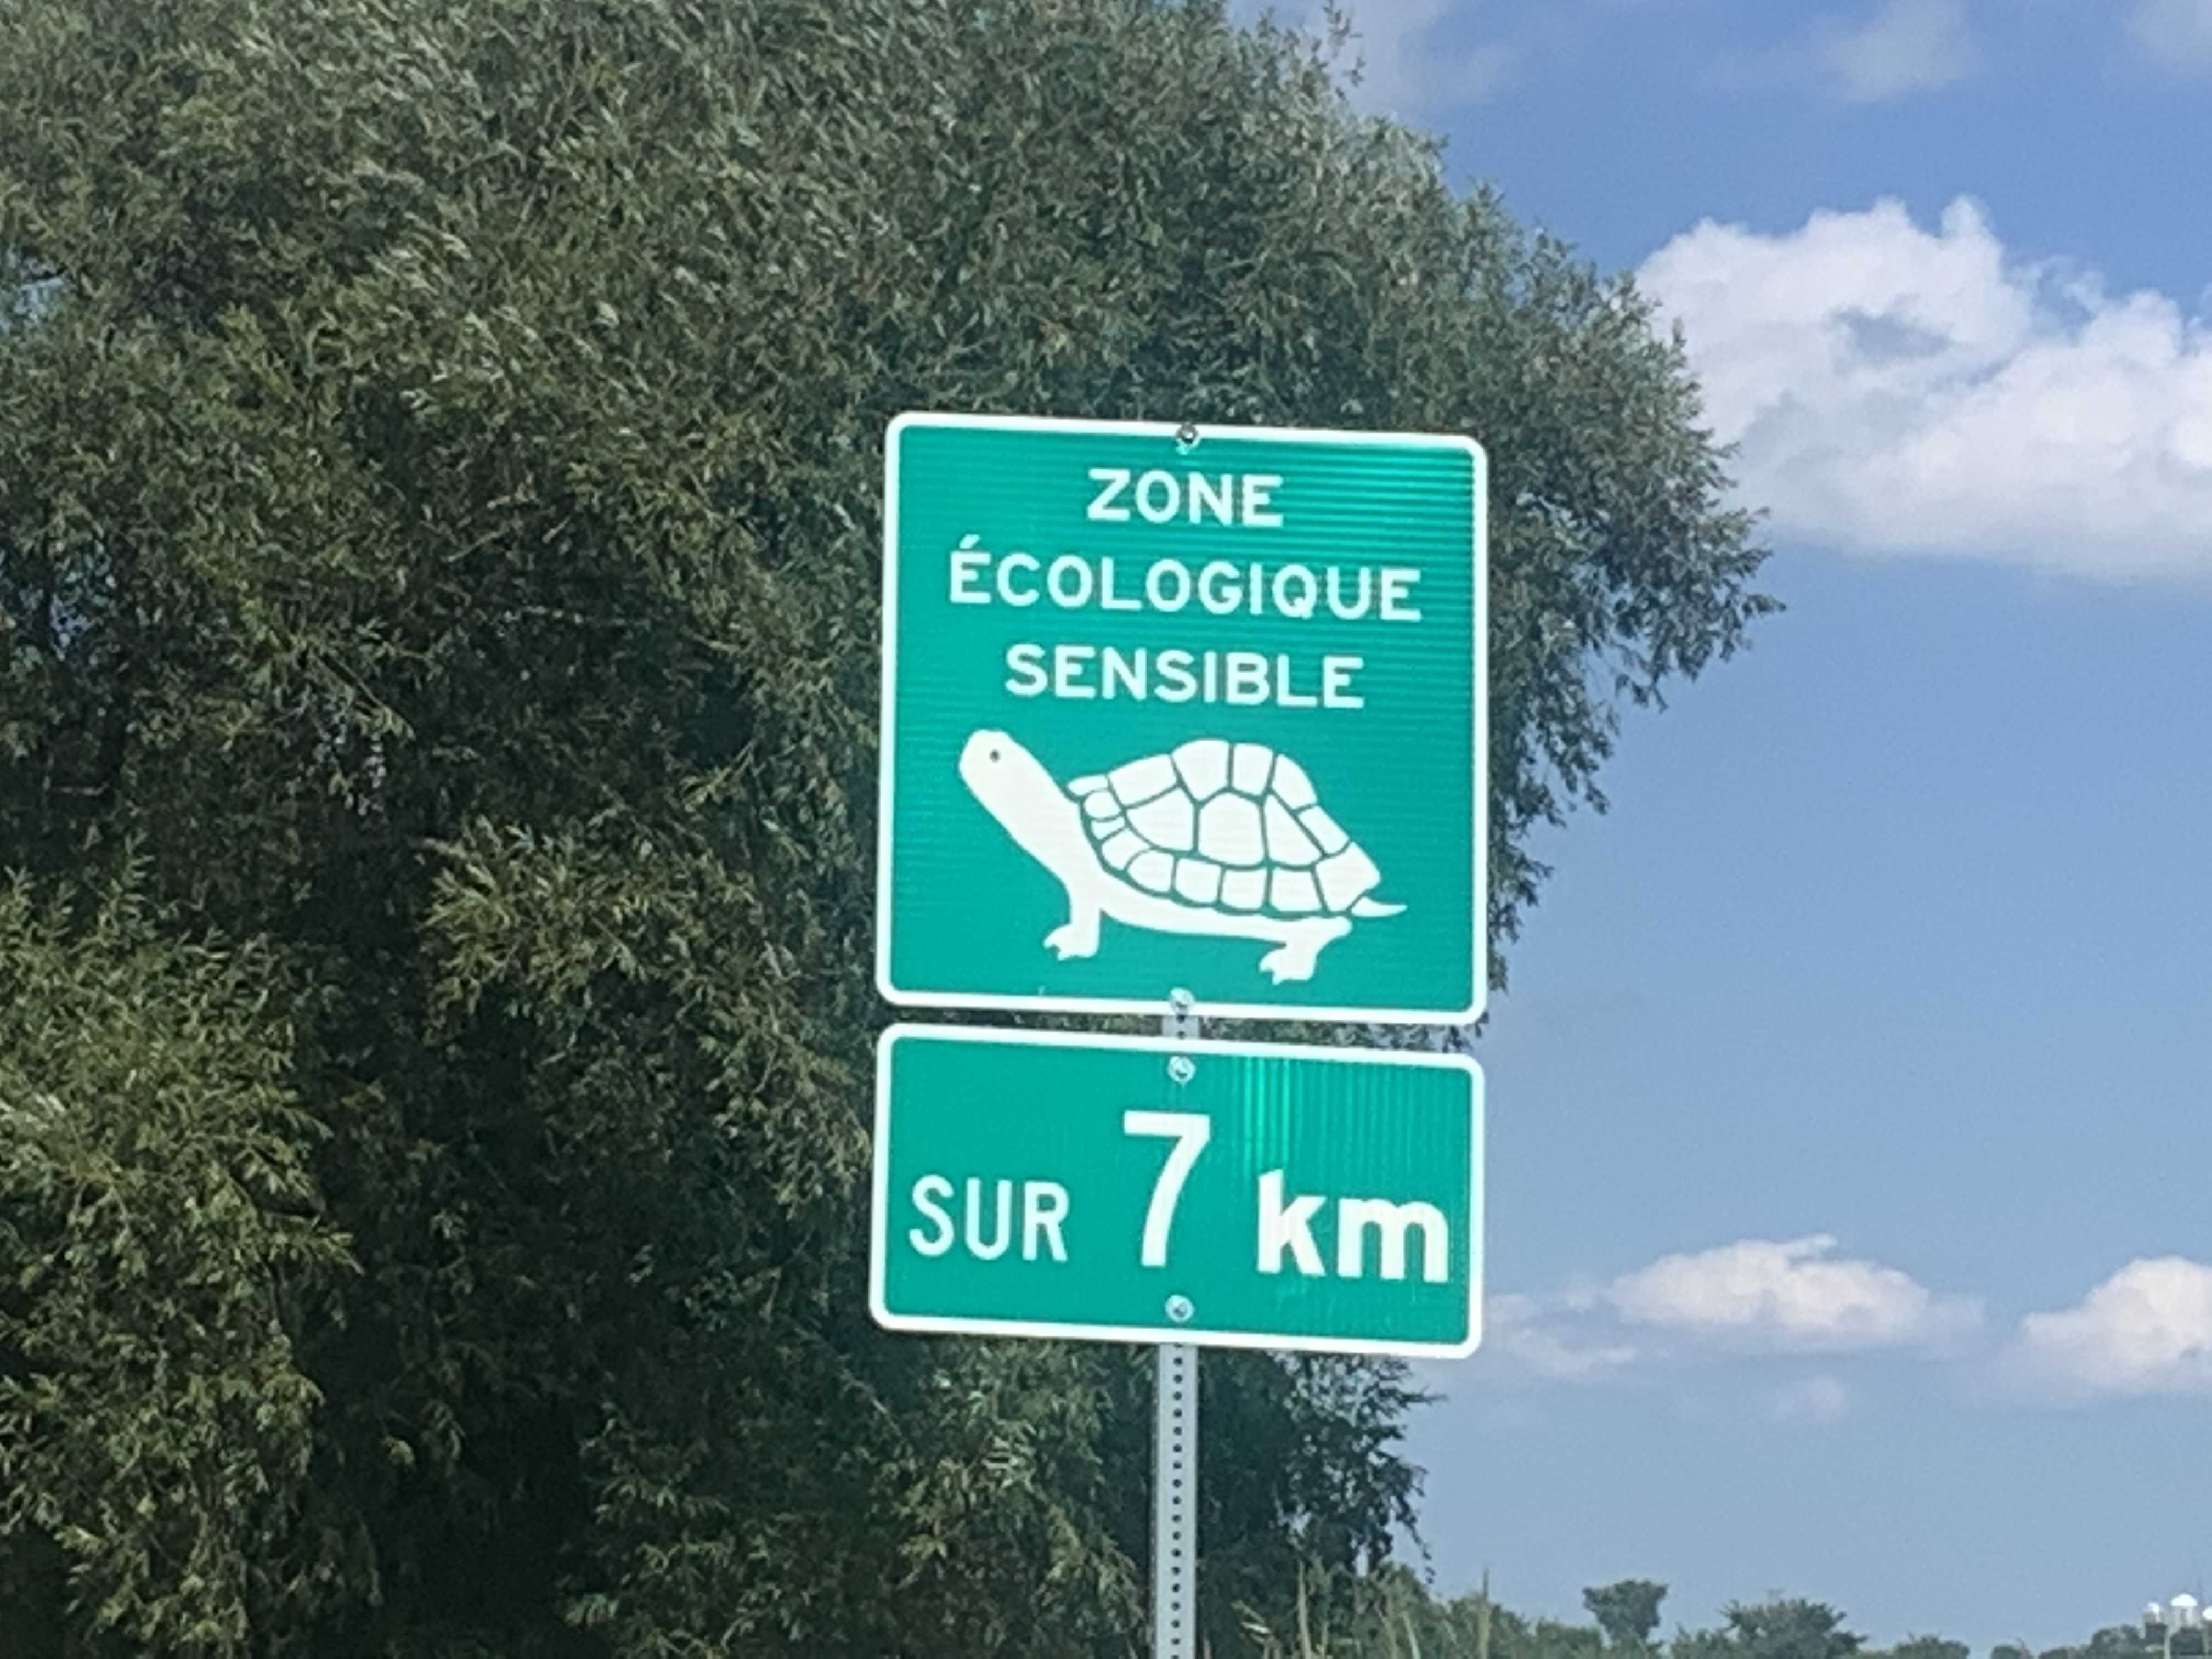 ZONE
ÉCOLOGIQUE
SENSIBLE
SUR 7 km